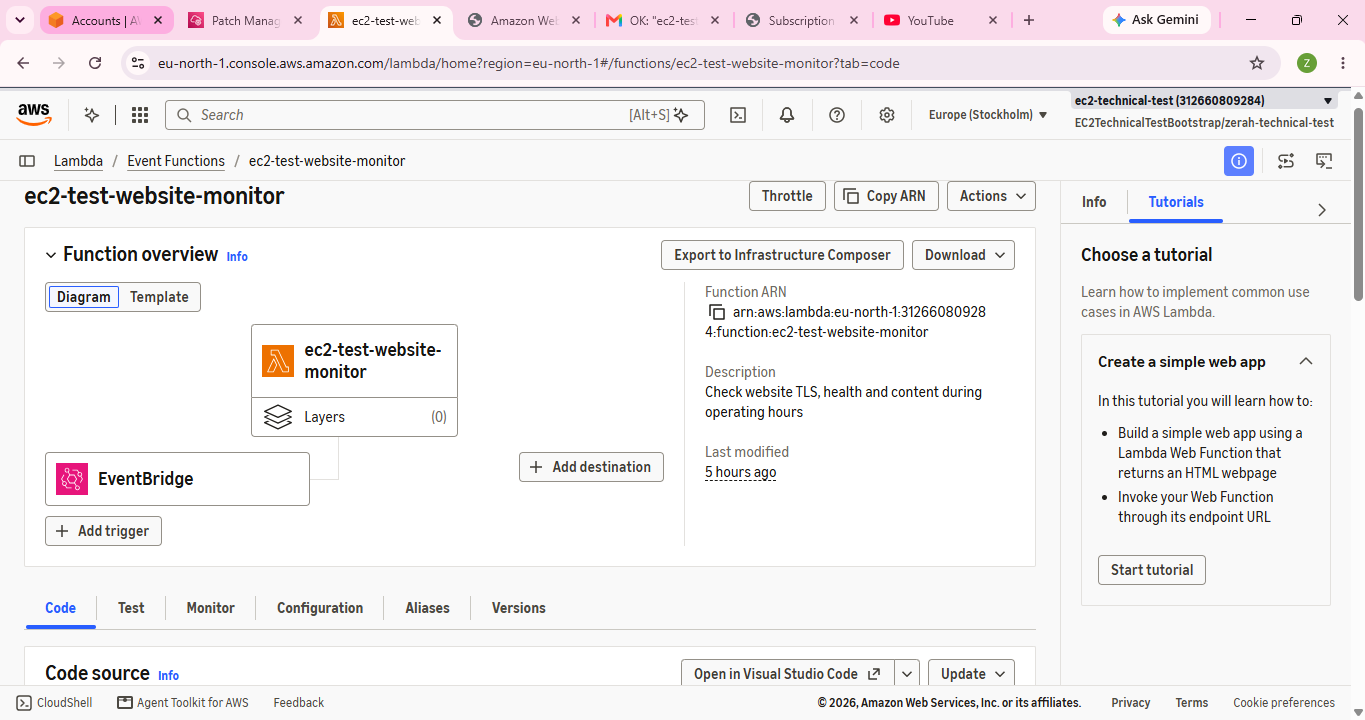 Accounts | A
Patch Manag
ec2-test-web
Amazon Web
OK: "ec2-test
Subscription
YouTube
Ask Gemini
eu-north-1.console.aws.amazon.com/lambda/home?region=eu-north-1#/functions/ec2-test-website-monitor?tab=code
Z
aws
Search
[Alt+S]
Europe (Stockholm)
ec2-technical-test (312660809284)
EC2TechnicalTestBootstrap/zerah-technical-test
Lambda / Event Functions / ec2-test-website-monitor
ec2-test-website-monitor
Throttle
Copy ARN
Actions
Function overview Info
Export to Infrastructure Composer
Download
Diagram
Template
ec2-test-website-
monitor
Layers (0)
EventBridge
Add trigger
Add destination
Function ARN
arn:aws:lambda:eu-north-1:31266080928
4:function:ec2-test-website-monitor
Description
Check website TLS, health and content during
operating hours
Last modified
5 hours ago
Code
Test
Monitor
Configuration
Aliases
Versions
Code source Info
Open in Visual Studio Code
Update
Info
Tutorials
Choose a tutorial
Learn how to implement common use
cases in AWS Lambda.
Create a simple web app
In this tutorial you will learn how to:
• Build a simple web app using a
Lambda Web Function that
returns an HTML webpage
• Invoke your Web Function
through its endpoint URL
Start tutorial
CloudShell
Agent Toolkit for AWS
Feedback
© 2026, Amazon Web Services, Inc. or its affiliates.
Privacy
Terms
Cookie preferences